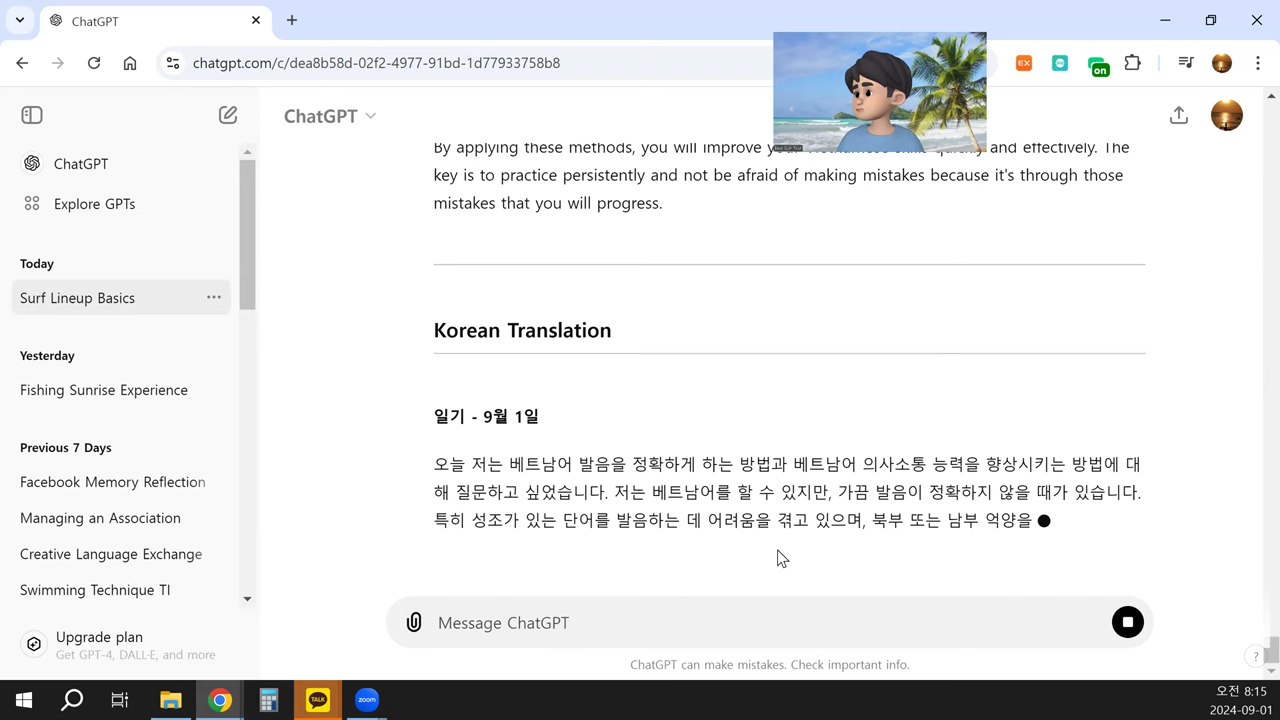 ChatGPT
chatgpt.com/c/dea8b58d-02f2-4977-91bd-1d77933758b8
on
ChatGPT
ChatGPT
Explore GPTs
Today
Surf Lineup Basics
Yesterday
Fishing Sunrise Experience
Previous 7 Days
Facebook Memory Reflection
Managing an Association
Creative Language Exchange
Swimming Technique TI
Upgrade plan
Get GPT-4, DALL·E, and more
By applying these methods, you will improve your Vietnamese skills quickly and effectively. The
key is to practice persistently and not be afraid of making mistakes because it's through those
mistakes that you will progress.
Korean Translation
일기 - 9월 1일
오늘 저는 베트남어 발음을 정확하게 하는 방법과 베트남어 의사소통 능력을 향상시키는 방법에 대
해 질문하고 싶었습니다. 저는 베트남어를 할 수 있지만, 가끔 발음이 정확하지 않을 때가 있습니다.
특히 성조가 있는 단어를 발음하는 데 어려움을 겪고 있으며, 북부 또는 남부 억양을
Message ChatGPT
ChatGPT can make mistakes. Check important info.
?
EX
TALK
zoom
오전 8:15
2024-09-01